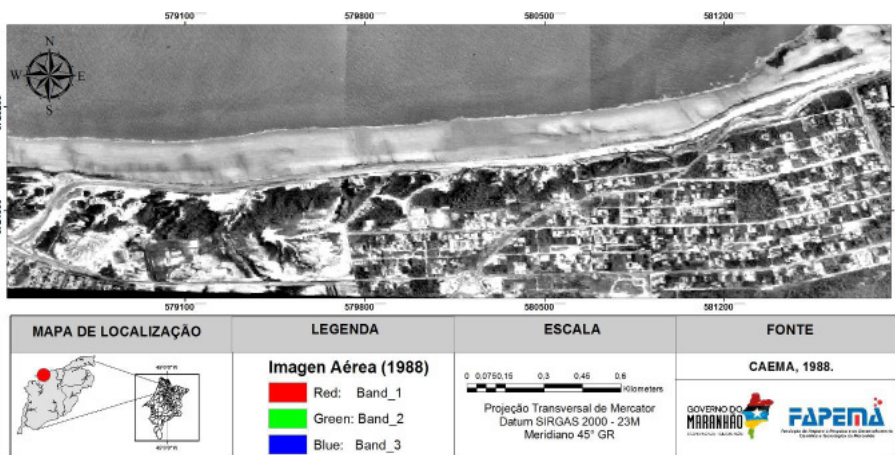 579100 579800 580500 581200
N
W E
S
579100 579800 580500 581200
MAPA DE LOCALIZAÇÃO
LEGENDA
Imagen Aérea (1988)
Red: Band_1
Green: Band_2
Blue: Band_3
ESCALA
0 0,075 0,15 0,3 0,45 0,6
Kilometers
Projeção Transversal de Mercator
Datum SIRGAS 2000 - 23M
Meridiano 45° GR
FONTE
CAEMA, 1988.
GOVERNO DO
MARANHÃO
FAPEMA